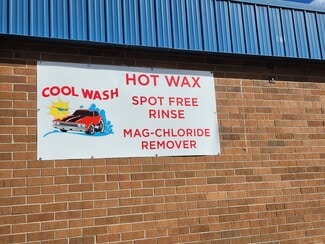 COOL WASH
HOT WAX
SPOT FREE
RINSE
MAG-CHLORIDE
REMOVER